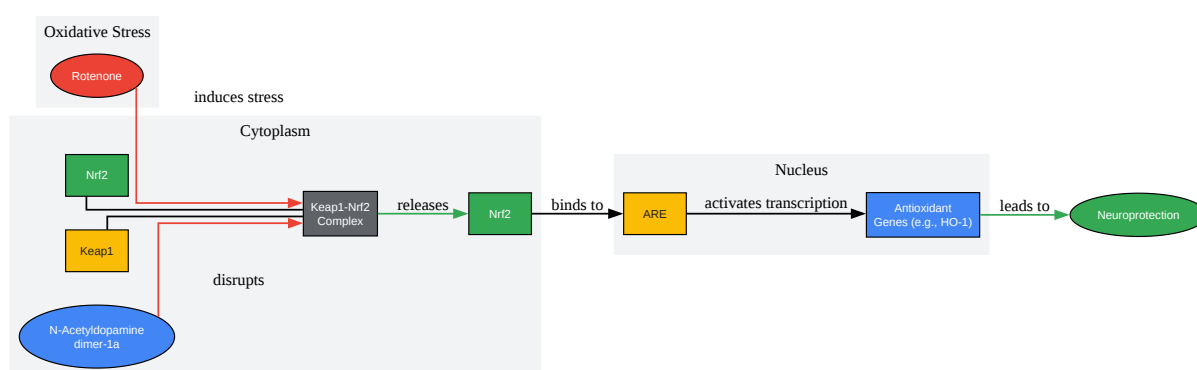 Oxidative Stress
Rotenone
induces stress
Cytoplasm
Nrf2
Keap1
Keap1-Nrf2
Complex
releases
Nrf2
disrupts
N-Acetyldopamine
dimer-1a
binds to
Nucleus
ARE
activates transcription
Antioxidant
Genes (e.g., HO-1)
leads to
Neuroprotection